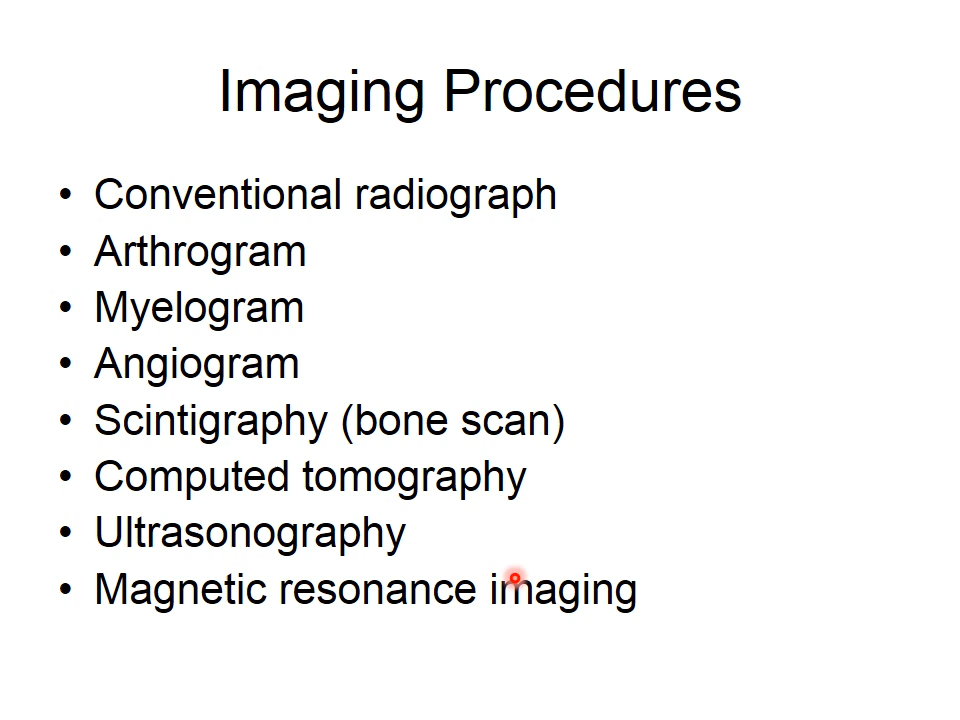 Imaging Procedures
• Conventional radiograph
• Arthrogram
• Myelogram
• Angiogram
• Scintigraphy (bone scan)
• Computed tomography
• Ultrasonography
• Magnetic resonance imaging